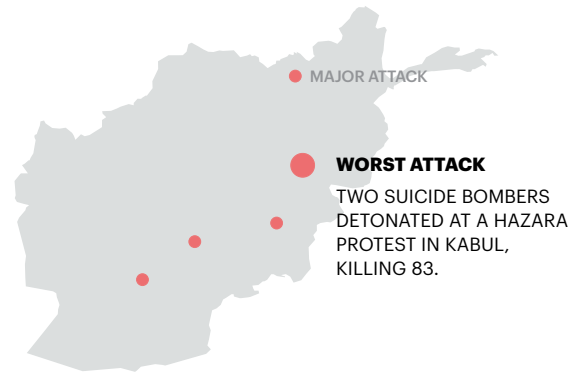 MAJOR ATTACK
WORST ATTACK
TWO SUICIDE BOMBERS
DETONATED AT A HAZARA
PROTEST IN KABUL,
KILLING 83.